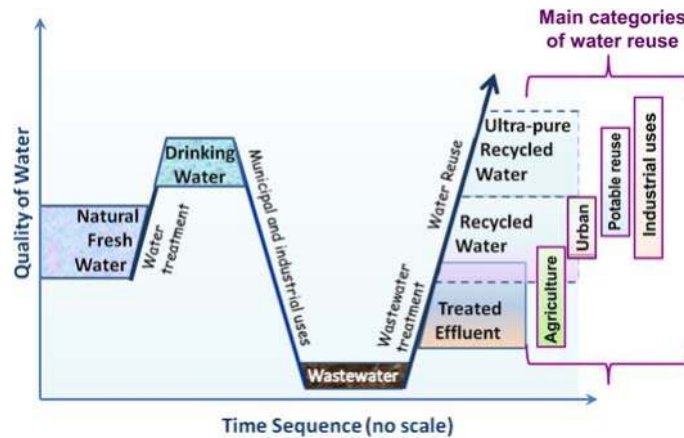 Main categories
of water reuse
Quality of Water
Natural
Fresh
Water
Water
treatment
Drinking
Water
Municipal and industrial uses
Wastewater
Wastewater
treatment
Water Reuse
Ultra-pure
Recycled
Water
Recycled
Water
Treated
Effluent
Agriculture
Urban
Potable reuse
Industrial uses
Time Sequence (no scale)